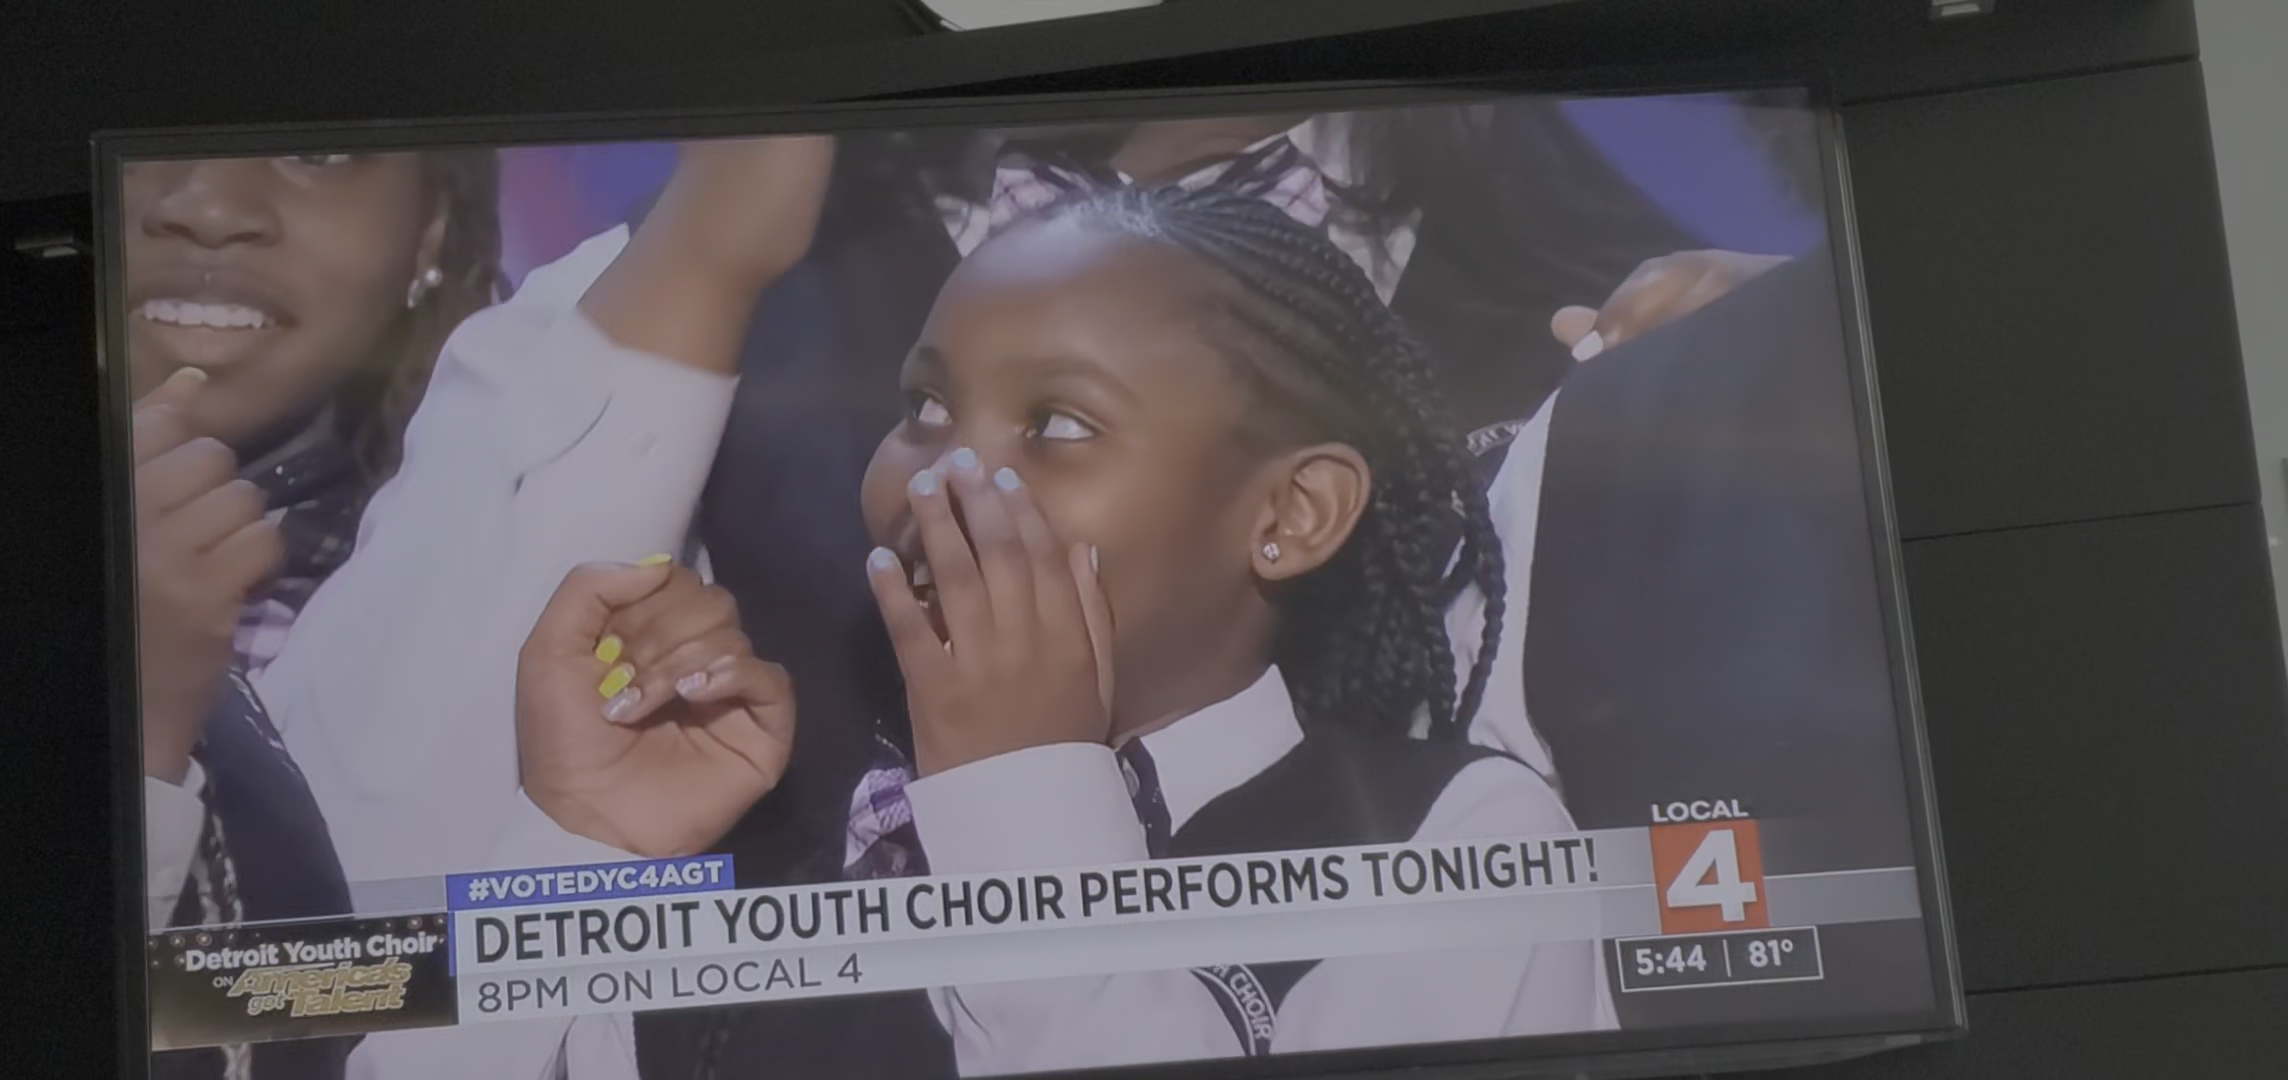 #VOTEDYC4AGT
DETROIT YOUTH CHOIR PERFORMS TONIGHT!
8PM ON LOCAL 4
Detroit Youth Choir
ON America's
got Talent
LOCAL
4
5:44 | 81°
CHOIR